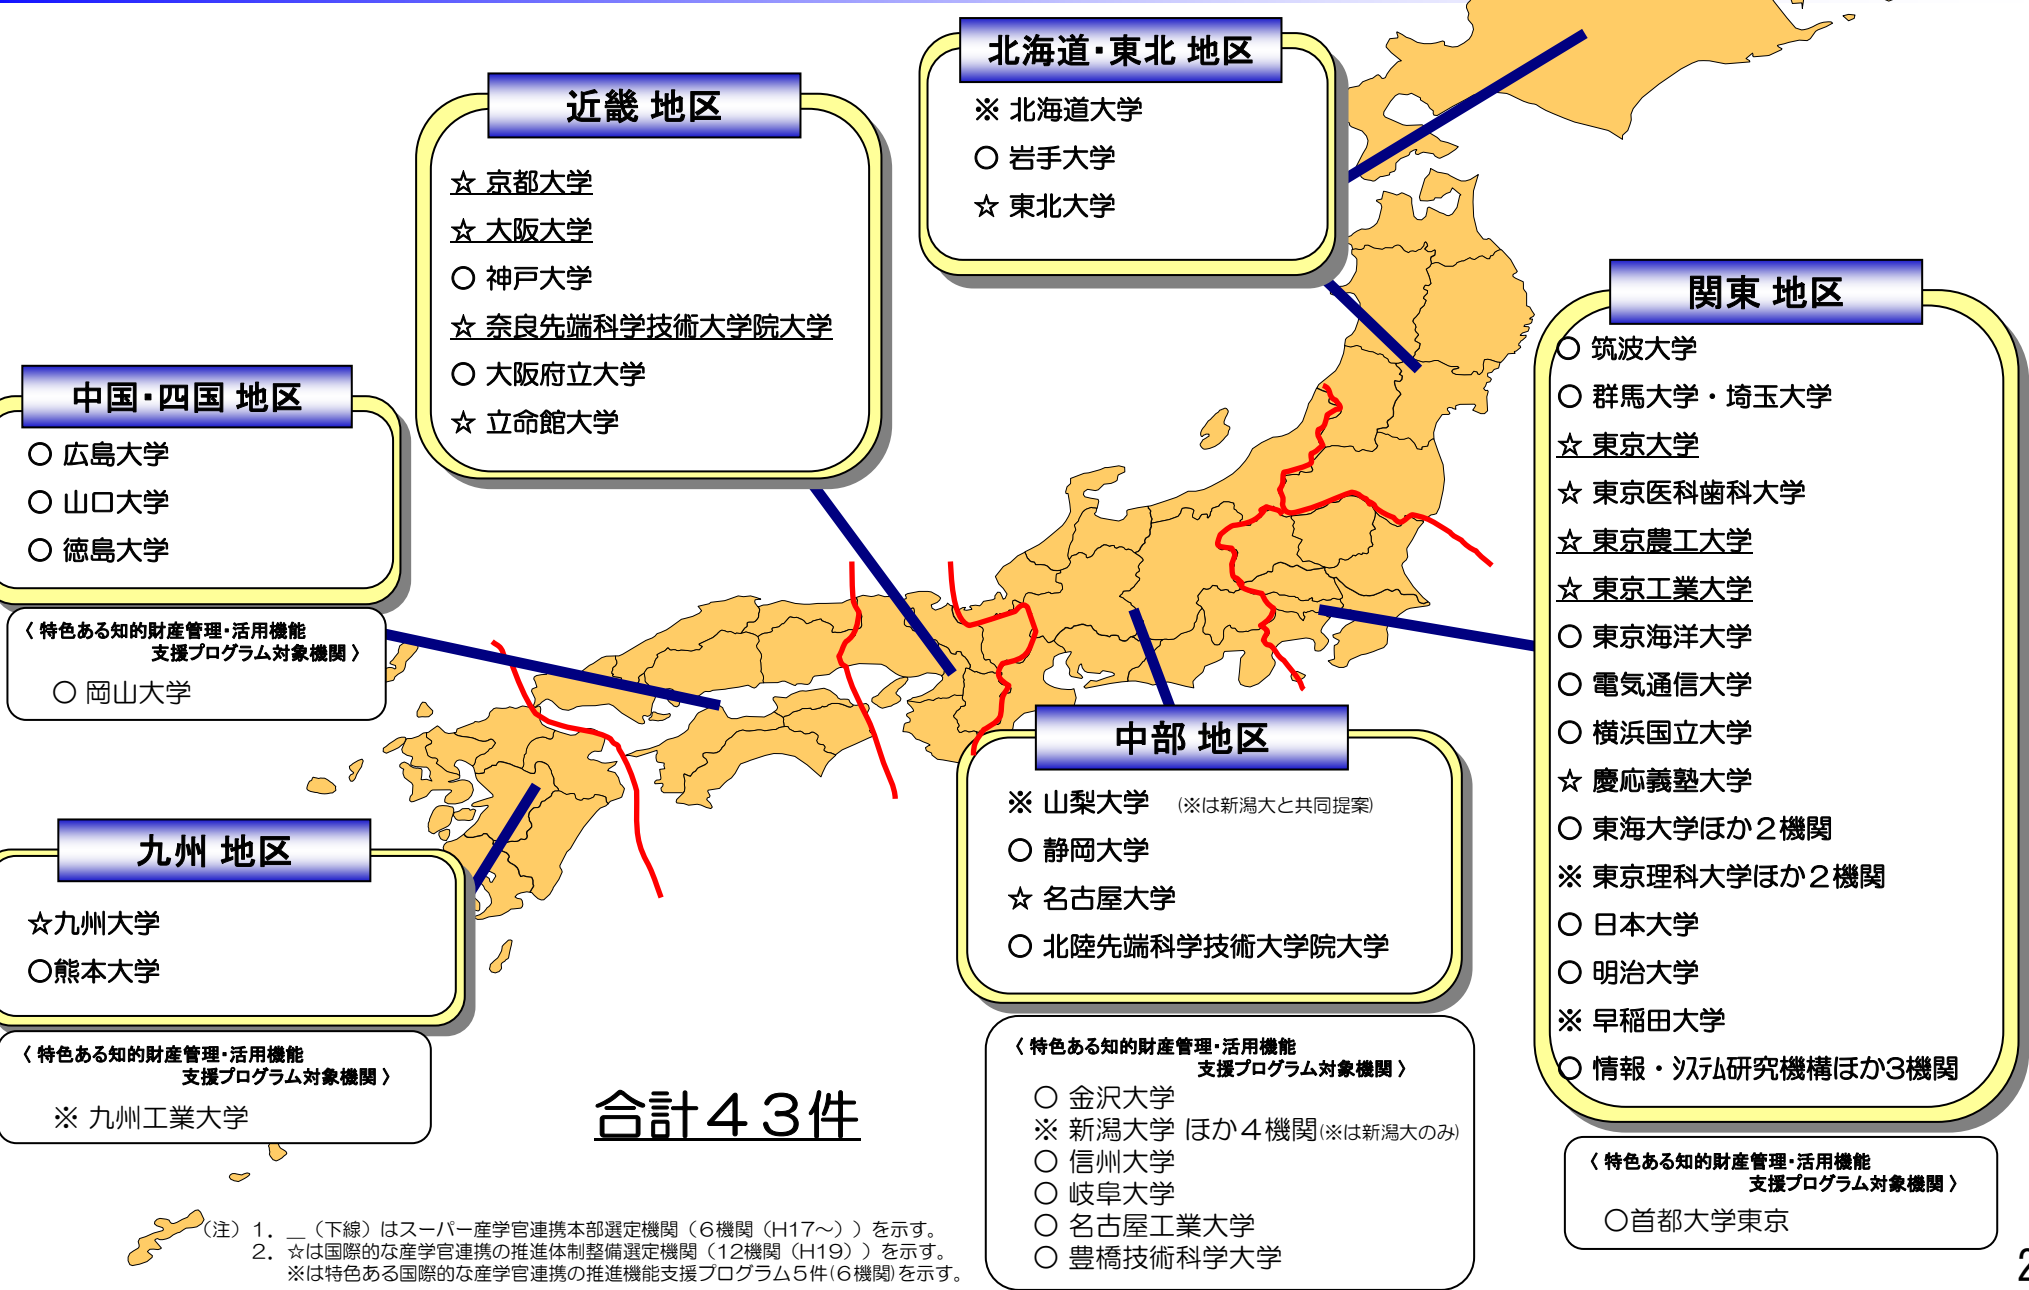 北海道・東北 地区
※ 北海道大学
○ 岩手大学
☆ 東北大学
近畿 地区
☆ 京都大学
☆ 大阪大学
○ 神戸大学
☆ 奈良先端科学技術大学院大学
○ 大阪府立大学
☆ 立命館大学
関東 地区
○ 筑波大学
○ 群馬大学・埼玉大学
☆ 東京大学
☆ 東京医科歯科大学
☆ 東京農工大学
☆ 東京工業大学
○ 東京海洋大学
○ 電気通信大学
○ 横浜国立大学
☆ 慶応義塾大学
○ 東海大学ほか２機関
※ 東京理科大学ほか２機関
○ 日本大学
○ 明治大学
※ 早稲田大学
○ 情報・ｼｽﾃﾑ研究機構ほか3機関
〈 特色ある知的財産管理・活用機能
支援プログラム対象機関 〉
○首都大学東京
中国・四国 地区
○ 広島大学
○ 山口大学
○ 徳島大学
〈 特色ある知的財産管理・活用機能
支援プログラム対象機関 〉
○ 岡山大学
中部 地区
※ 山梨大学 (※は新潟大と共同提案)
○ 静岡大学
☆ 名古屋大学
○ 北陸先端科学技術大学院大学
〈 特色ある知的財産管理・活用機能
支援プログラム対象機関 〉
○ 金沢大学
※ 新潟大学 ほか４機関(※は新潟大のみ)
○ 信州大学
○ 岐阜大学
○ 名古屋工業大学
○ 豊橋技術科学大学
九州 地区
☆九州大学
○熊本大学
〈 特色ある知的財産管理・活用機能
支援プログラム対象機関 〉
※ 九州工業大学
合計４３件
（注）１．＿（下線）はスーパー産学官連携本部選定機関（６機関（H17〜））を示す。
２．☆は国際的な産学官連携の推進体制整備選定機関（12機関（H19））を示す。
※は特色ある国際的な産学官連携の推進機能支援プログラム５件(６機関)を示す。